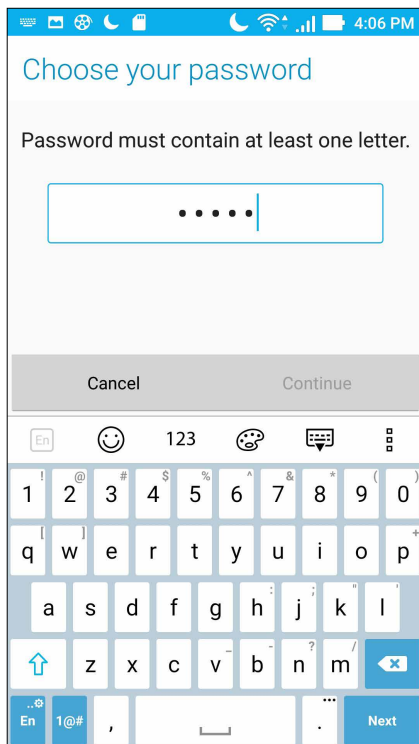 4:06 PM
Choose your password
Password must contain at least one letter.
•••••
Cancel Continue
En 123
! @ # $ % ^ & * ( )
1 2 3 4 5 6 7 8 9 0
[ ] +
q w e r t y u i o p
: ; " '
a s d f g h j k l
_ - ? /
z x c v b n m
En 1@# , . Next